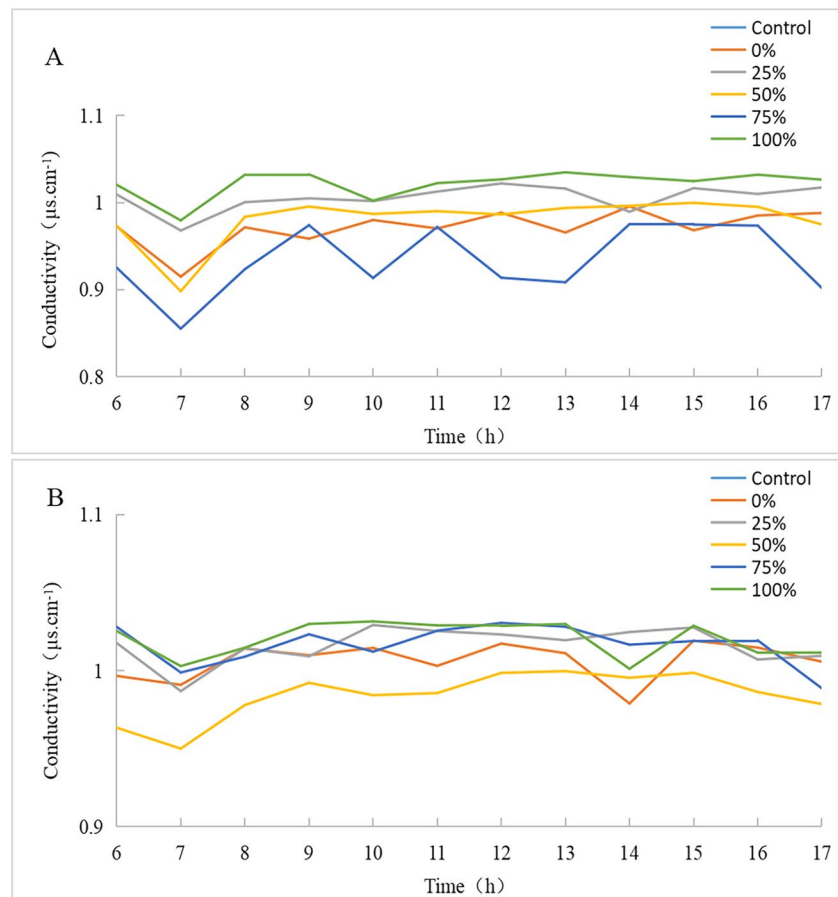 A
Control
0%
25%
50%
75%
100%
1.1
1
0.9
0.8
Conductivity（μs.cm⁻¹）
6 7 8 9 10 11 12 13 14 15 16 17
Time（h）
B
Control
0%
25%
50%
75%
100%
1.1
1
0.9
Conductivity（μs.cm⁻¹）
6 7 8 9 10 11 12 13 14 15 16 17
Time（h）